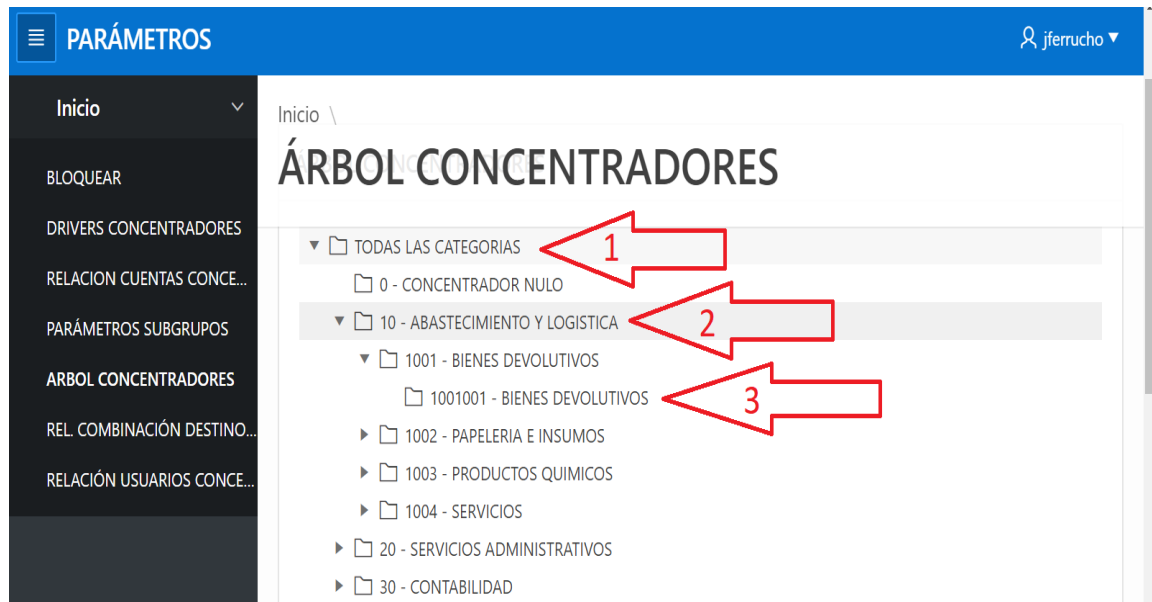 PARÁMETROS
jferrucho
Inicio
BLOQUEAR
DRIVERS CONCENTRADORES
RELACION CUENTAS CONCE...
PARÁMETROS SUBGRUPOS
ARBOL CONCENTRADORES
REL. COMBINACIÓN DESTINO...
RELACIÓN USUARIOS CONCE...
Inicio \
ÁRBOL CONCENTRADORES
TODAS LAS CATEGORIAS
1
0 - CONCENTRADOR NULO
10 - ABASTECIMIENTO Y LOGISTICA
2
1001 - BIENES DEVOLUTIVOS
1001001 - BIENES DEVOLUTIVOS
3
1002 - PAPELERIA E INSUMOS
1003 - PRODUCTOS QUIMICOS
1004 - SERVICIOS
20 - SERVICIOS ADMINISTRATIVOS
30 - CONTABILIDAD